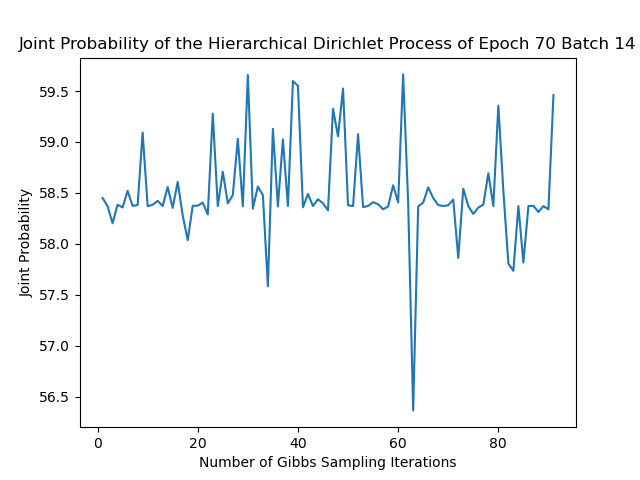 Joint Probability of the Hierarchical Dirichlet Process of Epoch 70 Batch 14
Joint Probability
59.5
59.0
58.5
58.0
57.5
57.0
56.5
0 20 40 60 80
Number of Gibbs Sampling Iterations